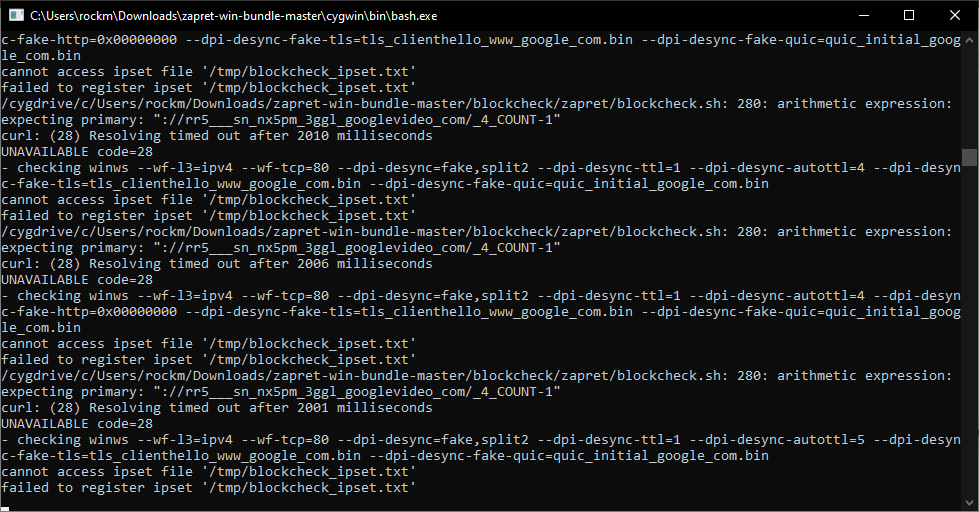 C:\Users\rockm\Downloads\zapret-win-bundle-master\cygwin\bin\bash.exe
c-fake-http=0x00000000 --dpi-desync-fake-tls=tls_clienthello_www_google_com.bin --dpi-desync-fake-quic=quic_initial_goog
le_com.bin
cannot access ipset file '/tmp/blockcheck_ipset.txt'
failed to register ipset '/tmp/blockcheck_ipset.txt'
/cygdrive/c/Users/rockm/Downloads/zapret-win-bundle-master/blockcheck/zapret/blockcheck.sh: 280: arithmetic expression:
expecting primary: "://rr5___sn_nx5pm_3ggl_googlevideo_com/_4_COUNT-1"
curl: (28) Resolving timed out after 2010 milliseconds
UNAVAILABLE code=28
- checking winws --wf-l3=ipv4 --wf-tcp=80 --dpi-desync=fake,split2 --dpi-desync-ttl=1 --dpi-desync-autottl=4 --dpi-desyn
c-fake-tls=tls_clienthello_www_google_com.bin --dpi-desync-fake-quic=quic_initial_google_com.bin
cannot access ipset file '/tmp/blockcheck_ipset.txt'
failed to register ipset '/tmp/blockcheck_ipset.txt'
/cygdrive/c/Users/rockm/Downloads/zapret-win-bundle-master/blockcheck/zapret/blockcheck.sh: 280: arithmetic expression:
expecting primary: "://rr5___sn_nx5pm_3ggl_googlevideo_com/_4_COUNT-1"
curl: (28) Resolving timed out after 2006 milliseconds
UNAVAILABLE code=28
- checking winws --wf-l3=ipv4 --wf-tcp=80 --dpi-desync=fake,split2 --dpi-desync-ttl=1 --dpi-desync-autottl=4 --dpi-desyn
c-fake-http=0x00000000 --dpi-desync-fake-tls=tls_clienthello_www_google_com.bin --dpi-desync-fake-quic=quic_initial_goog
le_com.bin
cannot access ipset file '/tmp/blockcheck_ipset.txt'
failed to register ipset '/tmp/blockcheck_ipset.txt'
/cygdrive/c/Users/rockm/Downloads/zapret-win-bundle-master/blockcheck/zapret/blockcheck.sh: 280: arithmetic expression:
expecting primary: "://rr5___sn_nx5pm_3ggl_googlevideo_com/_4_COUNT-1"
curl: (28) Resolving timed out after 2001 milliseconds
UNAVAILABLE code=28
- checking winws --wf-l3=ipv4 --wf-tcp=80 --dpi-desync=fake,split2 --dpi-desync-ttl=1 --dpi-desync-autottl=5 --dpi-desyn
c-fake-tls=tls_clienthello_www_google_com.bin --dpi-desync-fake-quic=quic_initial_google_com.bin
cannot access ipset file '/tmp/blockcheck_ipset.txt'
failed to register ipset '/tmp/blockcheck_ipset.txt'